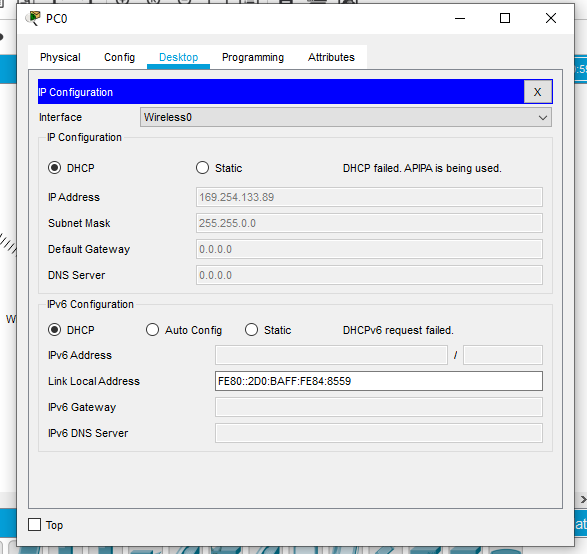 PC0
Physical Config Desktop Programming Attributes
IP Configuration X
Interface Wireless0
IP Configuration
DHCP Static DHCP failed. APIPA is being used.
IP Address 169.254.133.89
Subnet Mask 255.255.0.0
Default Gateway 0.0.0.0
DNS Server 0.0.0.0
IPv6 Configuration
DHCP Auto Config Static DHCPv6 request failed.
IPv6 Address /
Link Local Address FE80::2D0:BAFF:FE84:8559
IPv6 Gateway
IPv6 DNS Server
Top